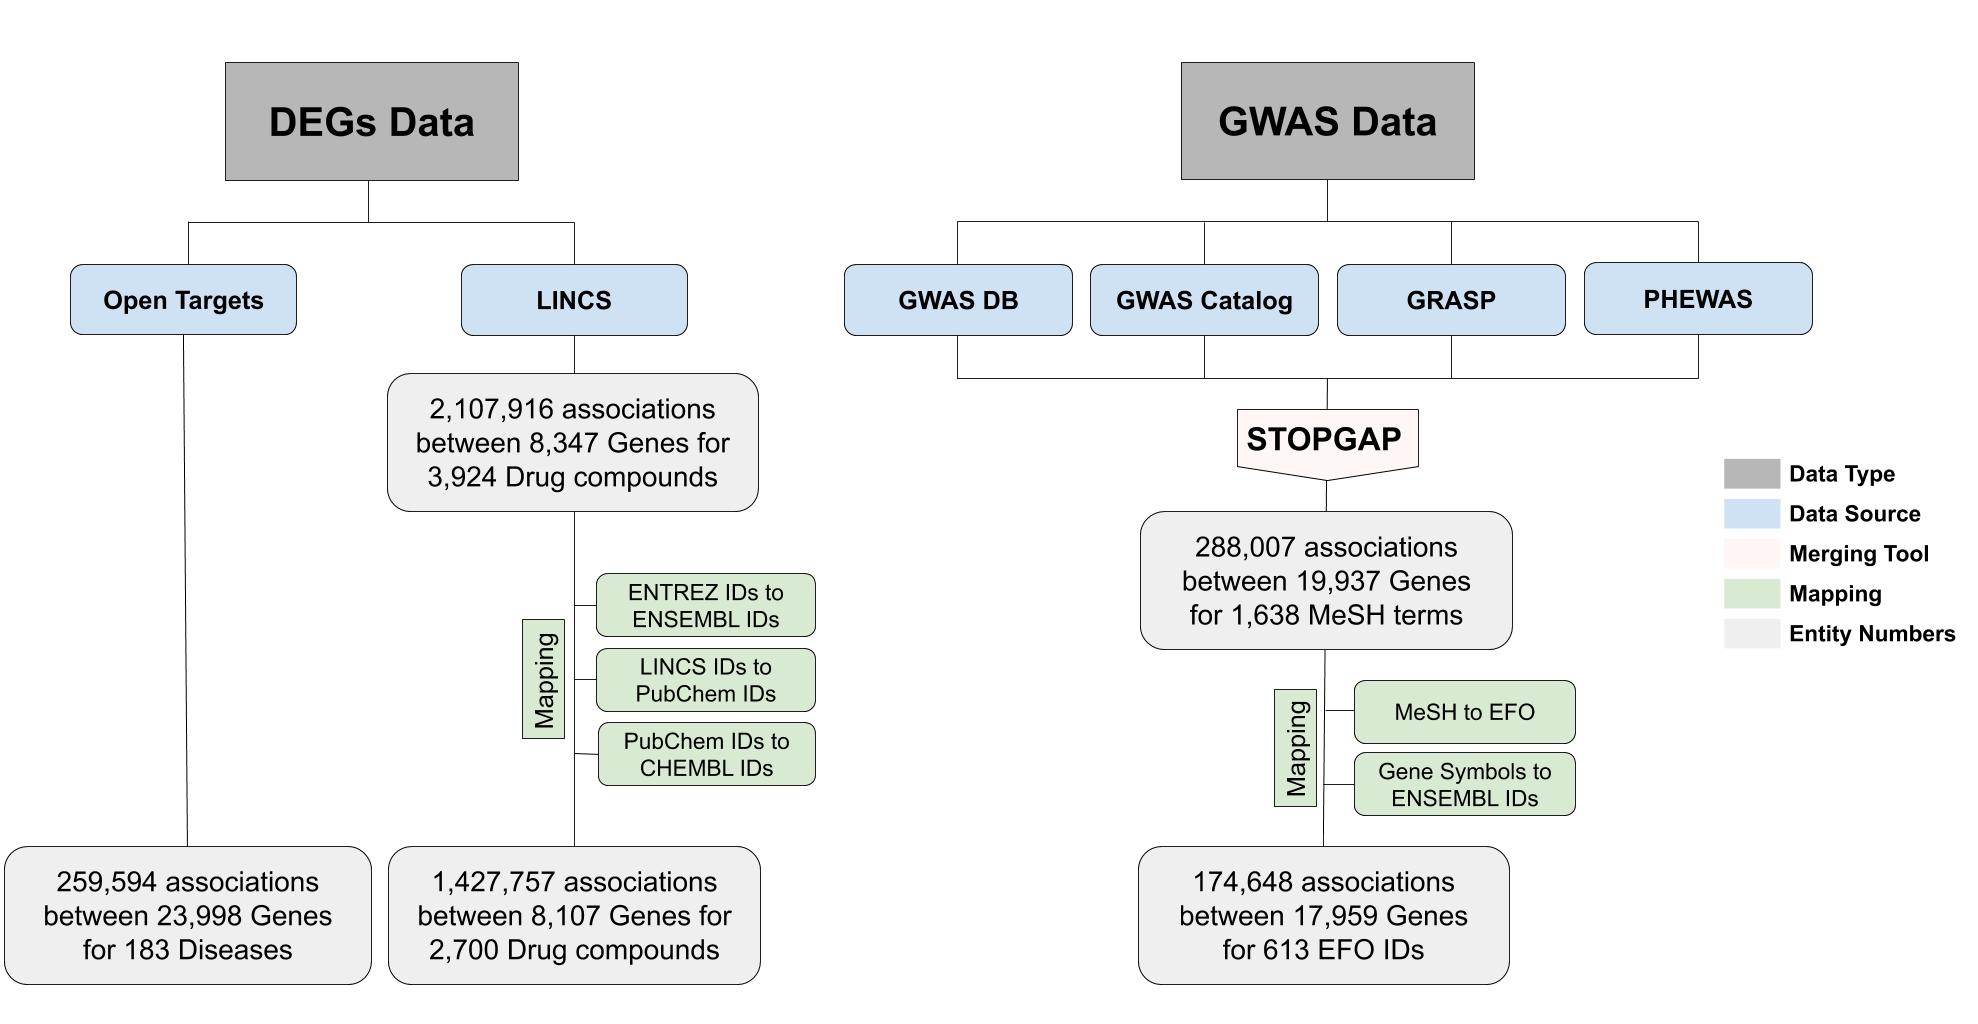 DEGs Data
Open Targets
LINCS
2,107,916 associations
between 8,347 Genes for
3,924 Drug compounds
Mapping
ENTREZ IDs to
ENSEMBL IDs
LINCS IDs to
PubChem IDs
PubChem IDs to
CHEMBL IDs
259,594 associations
between 23,998 Genes
for 183 Diseases
1,427,757 associations
between 8,107 Genes for
2,700 Drug compounds
GWAS Data
GWAS DB
GWAS Catalog
GRASP
PHEWAS
STOPGAP
288,007 associations
between 19,937 Genes
for 1,638 MeSH terms
Mapping
MeSH to EFO
Gene Symbols to
ENSEMBL IDs
174,648 associations
between 17,959 Genes
for 613 EFO IDs
Data Type
Data Source
Merging Tool
Mapping
Entity Numbers